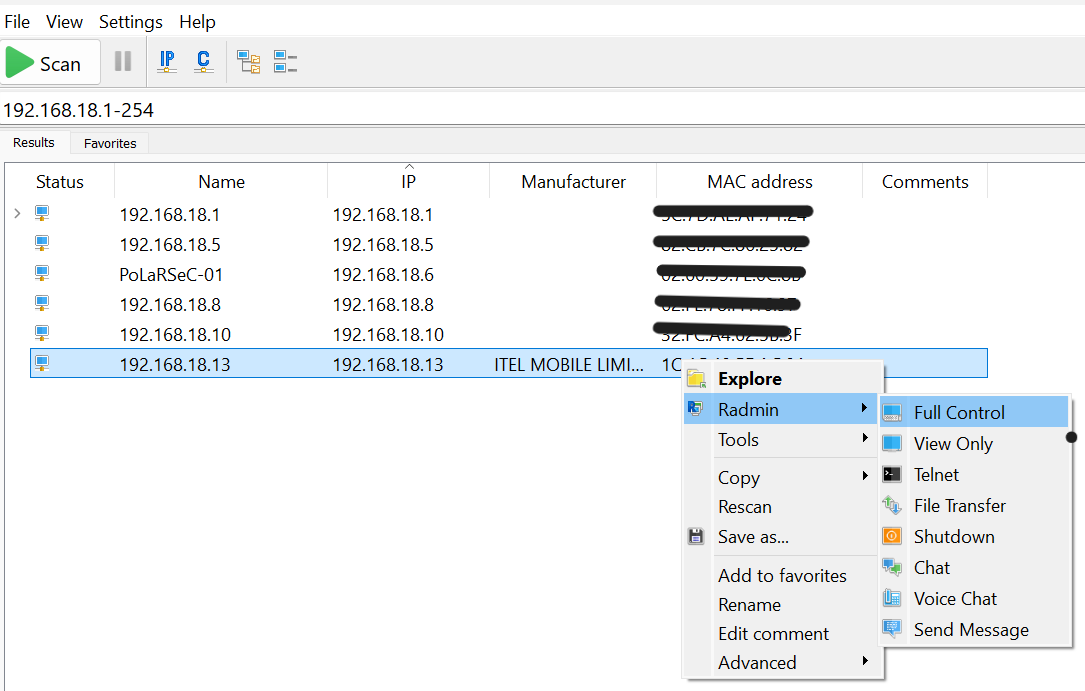 File View Settings Help
Scan IP C
192.168.18.1-254
Results Favorites
Status Name IP Manufacturer MAC address Comments
192.168.18.1 192.168.18.1
192.168.18.5 192.168.18.5
PoLaRSeC-01 192.168.18.6
192.168.18.8 192.168.18.8
192.168.18.10 192.168.18.10
192.168.18.13 192.168.18.13 ITEL MOBILE LIMI...
Explore
Radmin
Tools
Copy
Rescan
Save as...
Add to favorites
Rename
Edit comment
Advanced
Full Control
View Only
Telnet
File Transfer
Shutdown
Chat
Voice Chat
Send Message